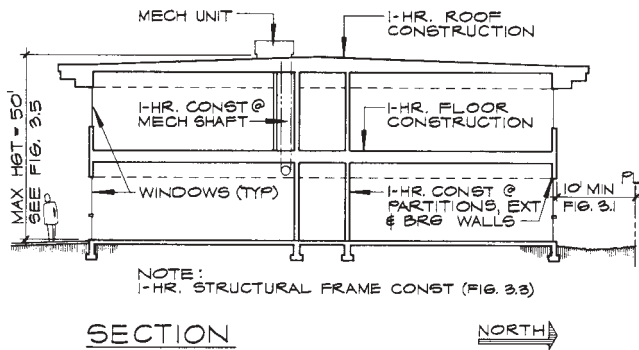 MECH UNIT
1-HR. ROOF
CONSTRUCTION
1-HR. CONST @
MECH SHAFT
1-HR. FLOOR
CONSTRUCTION
MAX HGT = 50'
SEE FIG. 3.5
WINDOWS (TYP)
1-HR. CONST @
PARTITIONS, EXT
& BRG WALLS
10' MIN
FIG. 3.1
PL
NOTE:
1-HR. STRUCTURAL FRAME CONST (FIG. 3.3)
SECTION
NORTH